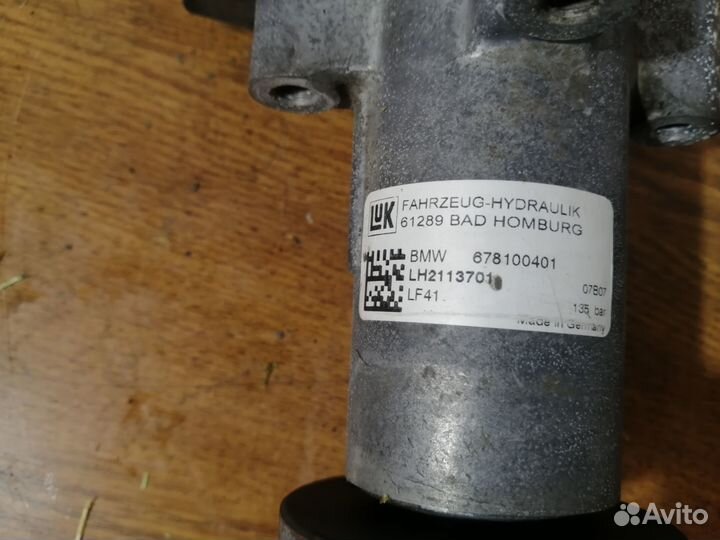 LuK
FAHRZEUG-HYDRAULIK
61289 BAD HOMBURG
BMW 678100401
LH2113701
LF41
07B07
135 bar
Made in Germany
Avito